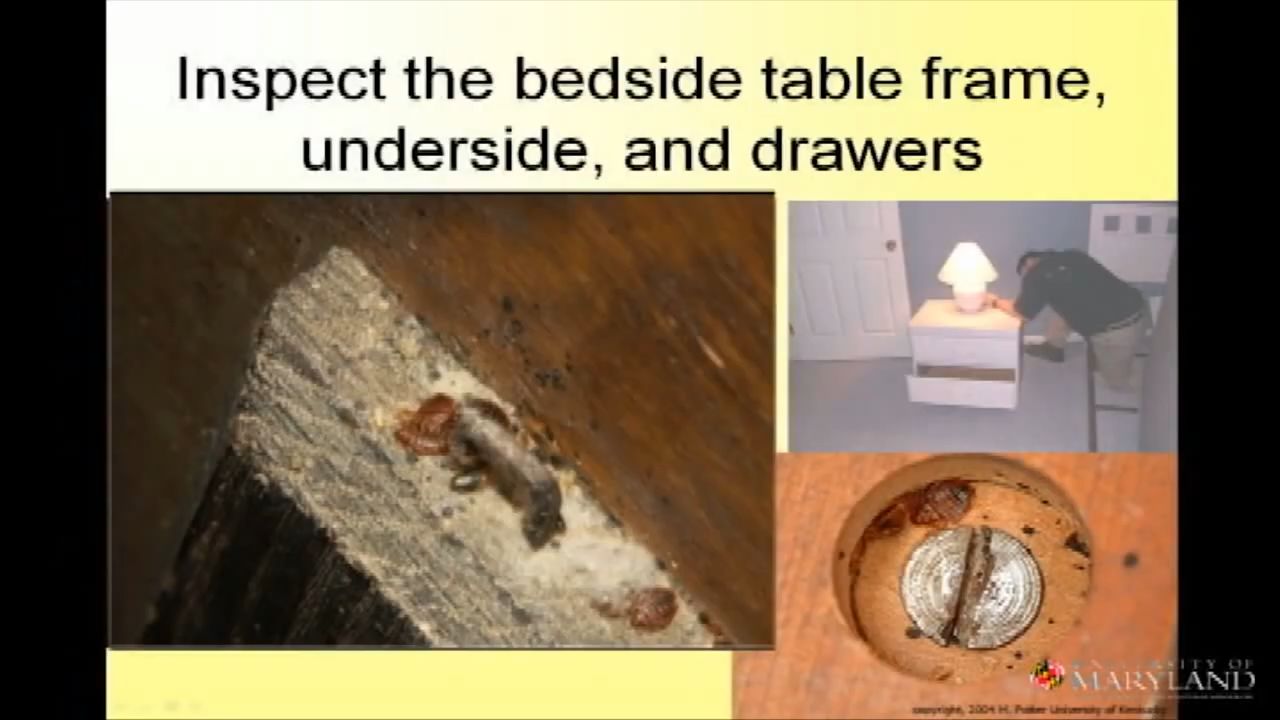 Inspect the bedside table frame,
underside, and drawers
UNIVERSITY OF
MARYLAND
copyright, 2004 M. Potter University of Kentucky